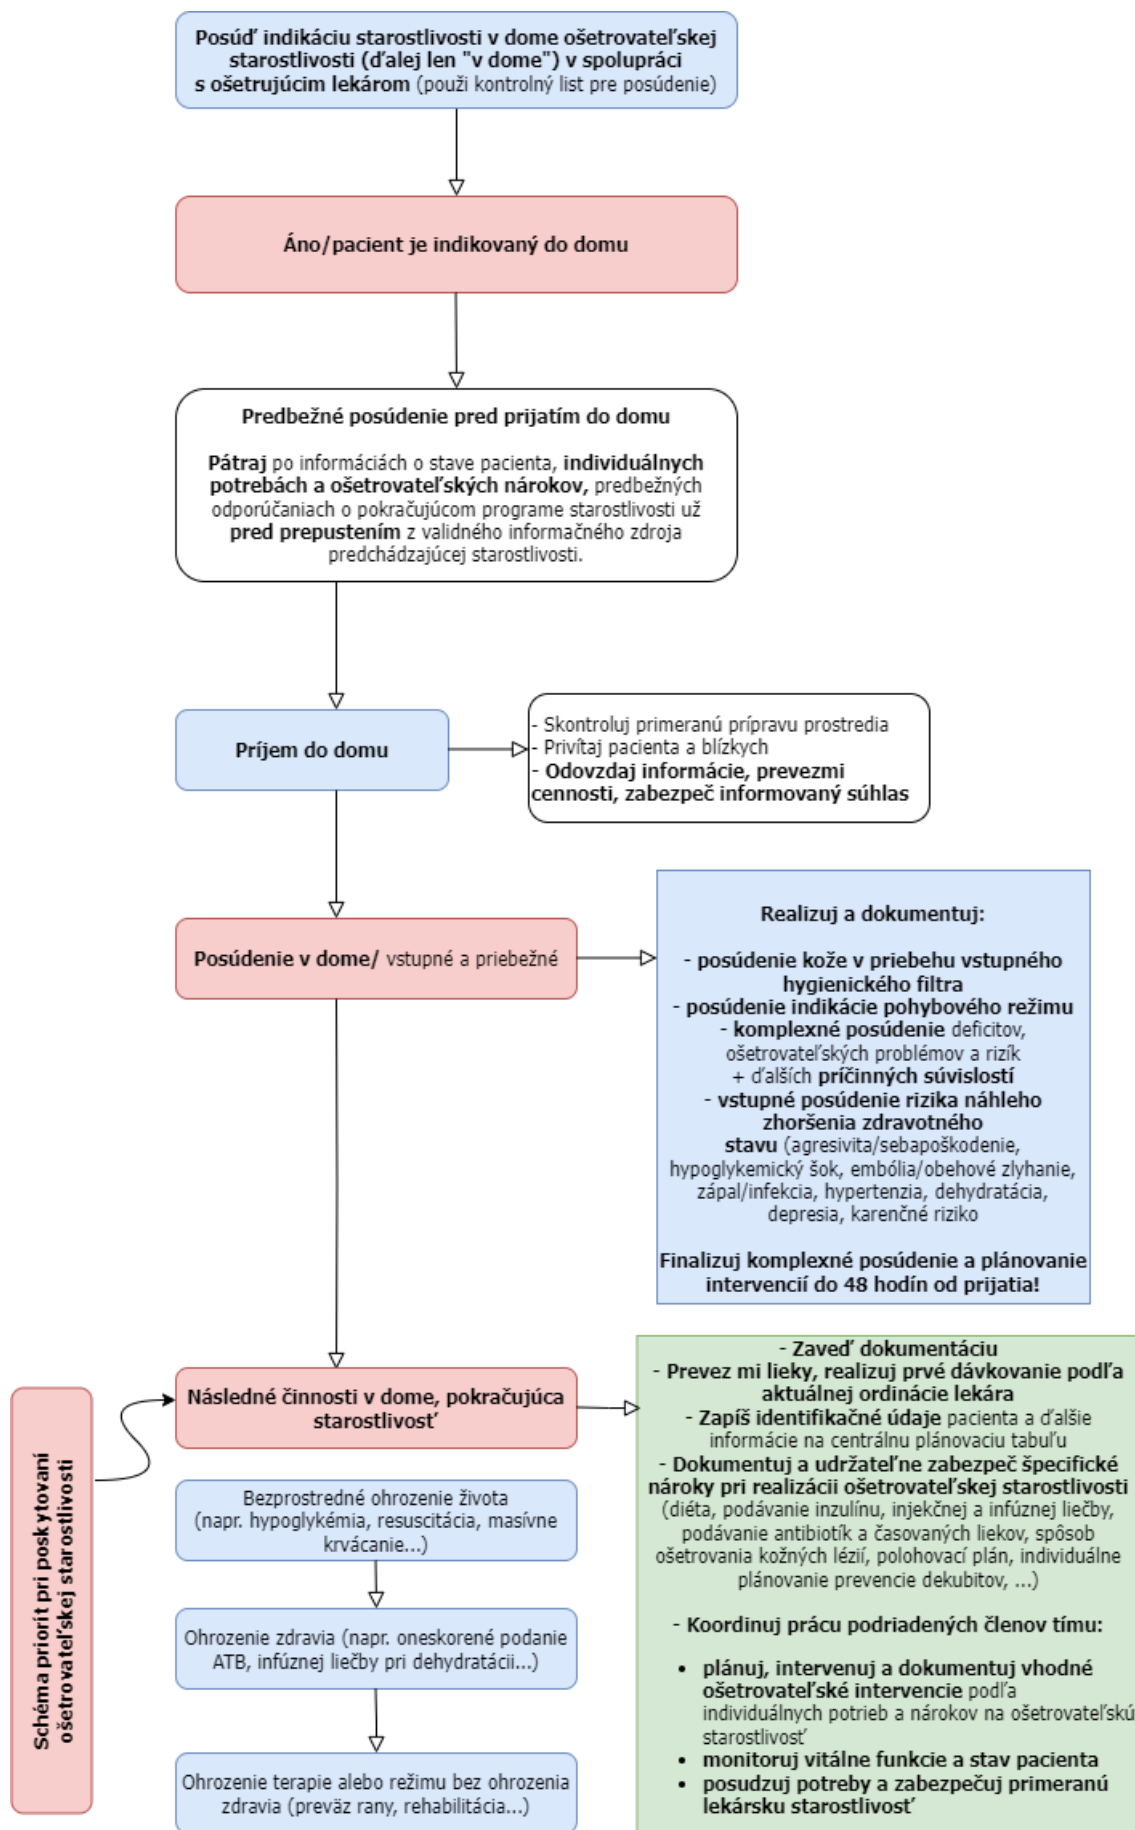 Posúď indikáciu starostlivosti v dome ošetrovateľskej
starostlivosti (ďalej len "v dome") v spolupráci
s ošetrujúcim lekárom (použi kontrolný list pre posúdenie)
Áno/pacient je indikovaný do domu
Predbežné posúdenie pred prijatím do domu
Pátraj po informáciách o stave pacienta, individuálnych
potrebách a ošetrovateľských nárokov, predbežných
odporúčaniach o pokračujúcom programe starostlivosti už
pred prepustením z validného informačného zdroja
predchádzajúcej starostlivosti.
Príjem do domu
- Skontroluj primeranú prípravu prostredia
- Privítaj pacienta a blízkych
- Odovzdaj informácie, prevezmi
cennosti, zabezpeč informovaný súhlas
Posúdenie v dome/ vstupné a priebežné
Realizuj a dokumentuj:
- posúdenie kože v priebehu vstupného
hygienického filtra
- posúdenie indikácie pohybového režimu
- komplexné posúdenie deficitov,
ošetrovateľských problémov a rizík
+ ďalších príčinných súvislostí
- vstupné posúdenie rizika náhleho
zhoršenia zdravotného
stavu (agresivita/sebapoškodenie,
hypoglykemický šok, embólia/obehové zlyhanie,
zápal/infekcia, hypertenzia, dehydratácia,
depresia, karenčné riziko
Finalizuj komplexné posúdenie a plánovanie
intervencií do 48 hodín od prijatia!
Následné činnosti v dome, pokračujúca
starostlivosť
- Zaveď dokumentáciu
- Prevez mi lieky, realizuj prvé dávkovanie podľa
aktuálnej ordinácie lekára
- Zapíš identifikačné údaje pacienta a ďalšie
informácie na centrálnu plánovaciu tabuľu
- Dokumentuj a udržateľne zabezpeč špecifické
nároky pri realizácii ošetrovateľskej starostlivosti
(diéta, podávanie inzulínu, injekčnej a infúznej liečby,
podávanie antibiotík a časovaných liekov, spôsob
ošetrovania kožných lézií, polohovací plán, individuálne
plánovanie prevencie dekubitov, ...)
- Koordinuj prácu podriadených členov tímu:
• plánuj, intervenuj a dokumentuj vhodné
ošetrovateľské intervencie podľa
individuálnych potrieb a nárokov na ošetrovateľskú
starostlivosť
• monitoruj vitálne funkcie a stav pacienta
• posudzuj potreby a zabezpečuj primeranú
lekársku starostlivosť
Schéma priorít pri poskytovaní
ošetrovateľskej starostlivosti
Bezprostredné ohrozenie života
(napr. hypoglykémia, resuscitácia, masívne
krvácanie...)
Ohrozenie zdravia (napr. oneskorené podanie
ATB, infúznej liečby pri dehydratácii...)
Ohrozenie terapie alebo režimu bez ohrozenia
zdravia (preväz rany, rehabilitácia...)